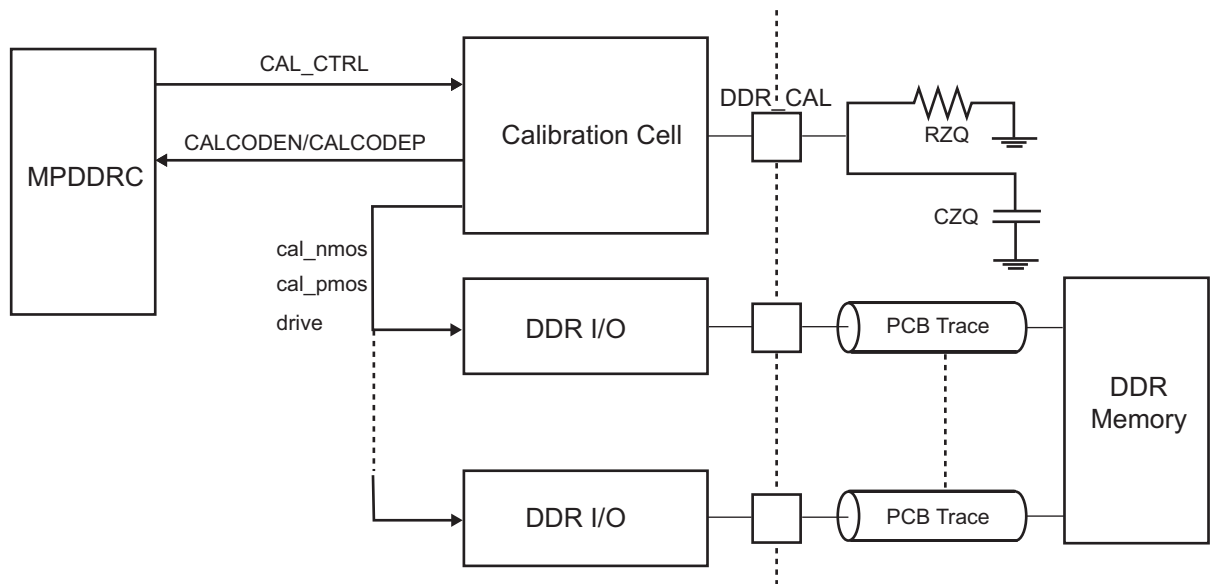 CAL_CTRL
DDR_CAL
RZQ
CALCODEN/CALCODEP
Calibration Cell
MPDDRC
CZQ
cal_nmos
cal_pmos
drive
DDR I/O
PCB Trace
DDR
Memory
DDR I/O
PCB Trace